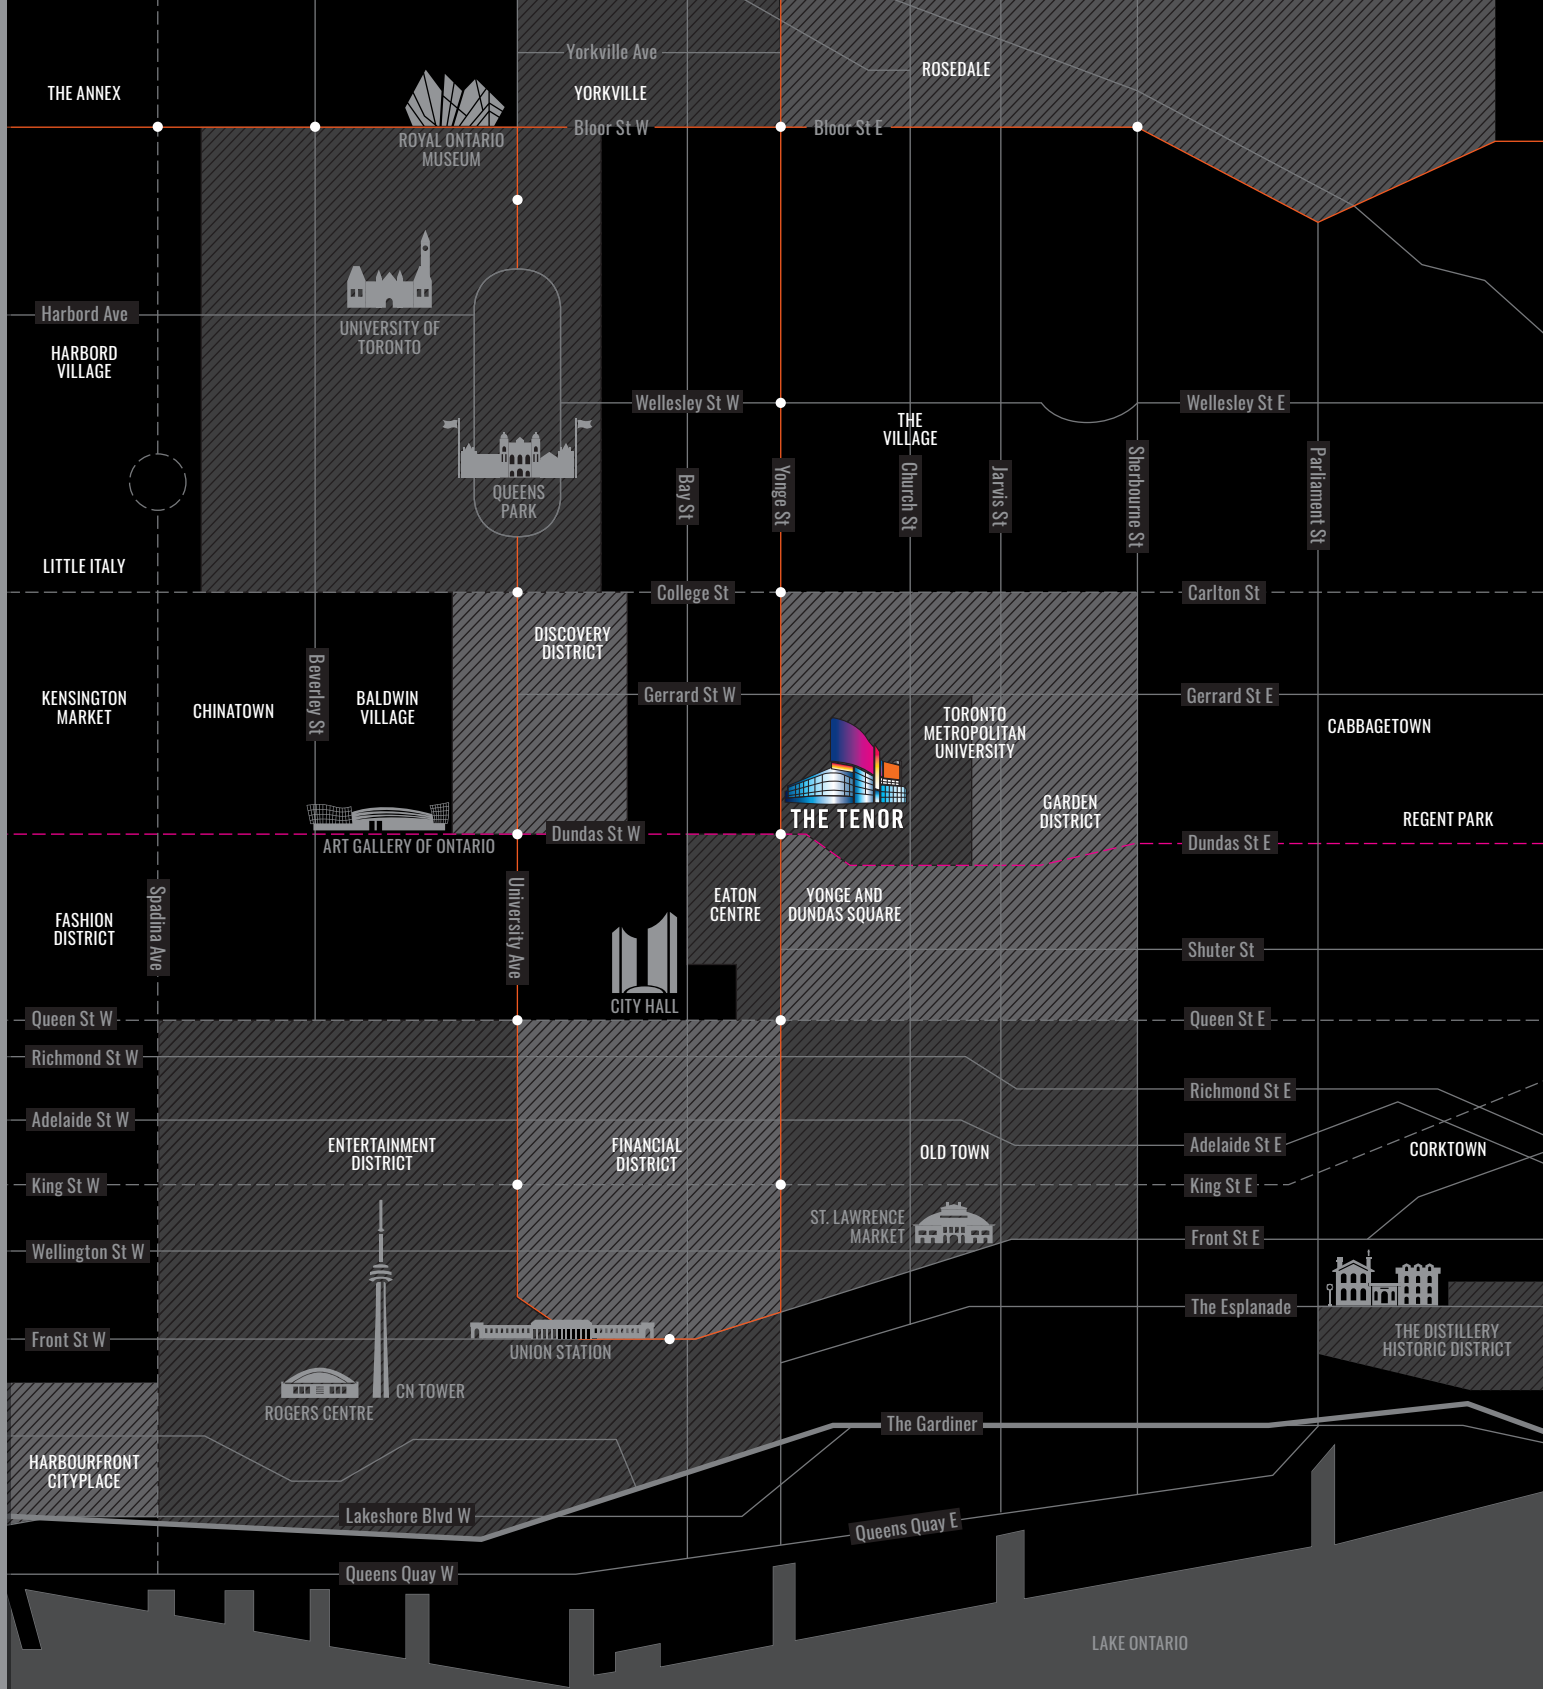 Yorkville Ave
ROSEDALE
THE ANNEX
YORKVILLE
Bloor St W
Bloor St E
ROYAL ONTARIO
MUSEUM
Harbord Ave
UNIVERSITY OF
TORONTO
HARBORD
VILLAGE
Wellesley St W
Wellesley St E
THE
VILLAGE
Bay St
Yonge St
Church St
Jarvis St
Sherbourne St
Parliament St
QUEENS
PARK
LITTLE ITALY
College St
Carlton St
DISCOVERY
DISTRICT
Beverley St
KENSINGTON
MARKET
CHINATOWN
BALDWIN
VILLAGE
Gerrard St W
Gerrard St E
TORONTO
METROPOLITAN
UNIVERSITY
CABBAGETOWN
GARDEN
DISTRICT
THE TENOR
REGENT PARK
Dundas St W
Dundas St E
ART GALLERY OF ONTARIO
Spadina Ave
University Ave
EATON
CENTRE
YONGE AND
DUNDAS SQUARE
FASHION
DISTRICT
Shuter St
CITY HALL
Queen St W
Queen St E
Richmond St W
Richmond St E
Adelaide St W
Adelaide St E
ENTERTAINMENT
DISTRICT
FINANCIAL
DISTRICT
OLD TOWN
CORKTOWN
King St W
King St E
ST. LAWRENCE
MARKET
Wellington St W
Front St E
The Esplanade
Front St W
UNION STATION
THE DISTILLERY
HISTORIC DISTRICT
CN TOWER
ROGERS CENTRE
The Gardiner
HARBOURFRONT
CITYPLACE
Lakeshore Blvd W
Queens Quay E
Queens Quay W
LAKE ONTARIO